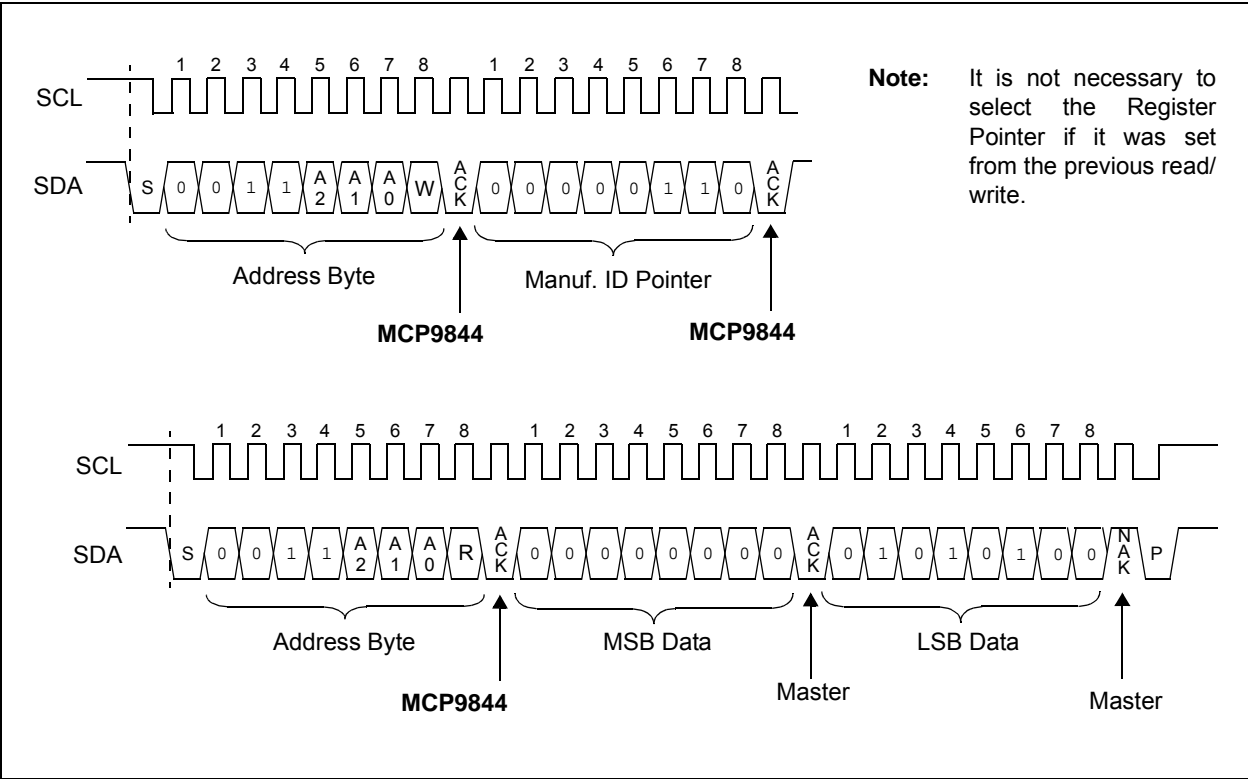 1 2 3 4 5 6 7 8 1 2 3 4 5 6 7 8
SCL
SDA
S 0 0 1 1 A2 A1 A0 W ACK 0 0 0 0 0 1 1 0 ACK
Address Byte
Manuf. ID Pointer
MCP9844
MCP9844
Note: It is not necessary to
select the Register
Pointer if it was set
from the previous read/
write.
1 2 3 4 5 6 7 8 1 2 3 4 5 6 7 8 1 2 3 4 5 6 7 8
SCL
SDA
S 0 0 1 1 A2 A1 A0 R ACK 0 0 0 0 0 0 0 0 ACK 0 1 0 1 0 1 0 0 NAK P
Address Byte
MSB Data
LSB Data
MCP9844
Master
Master